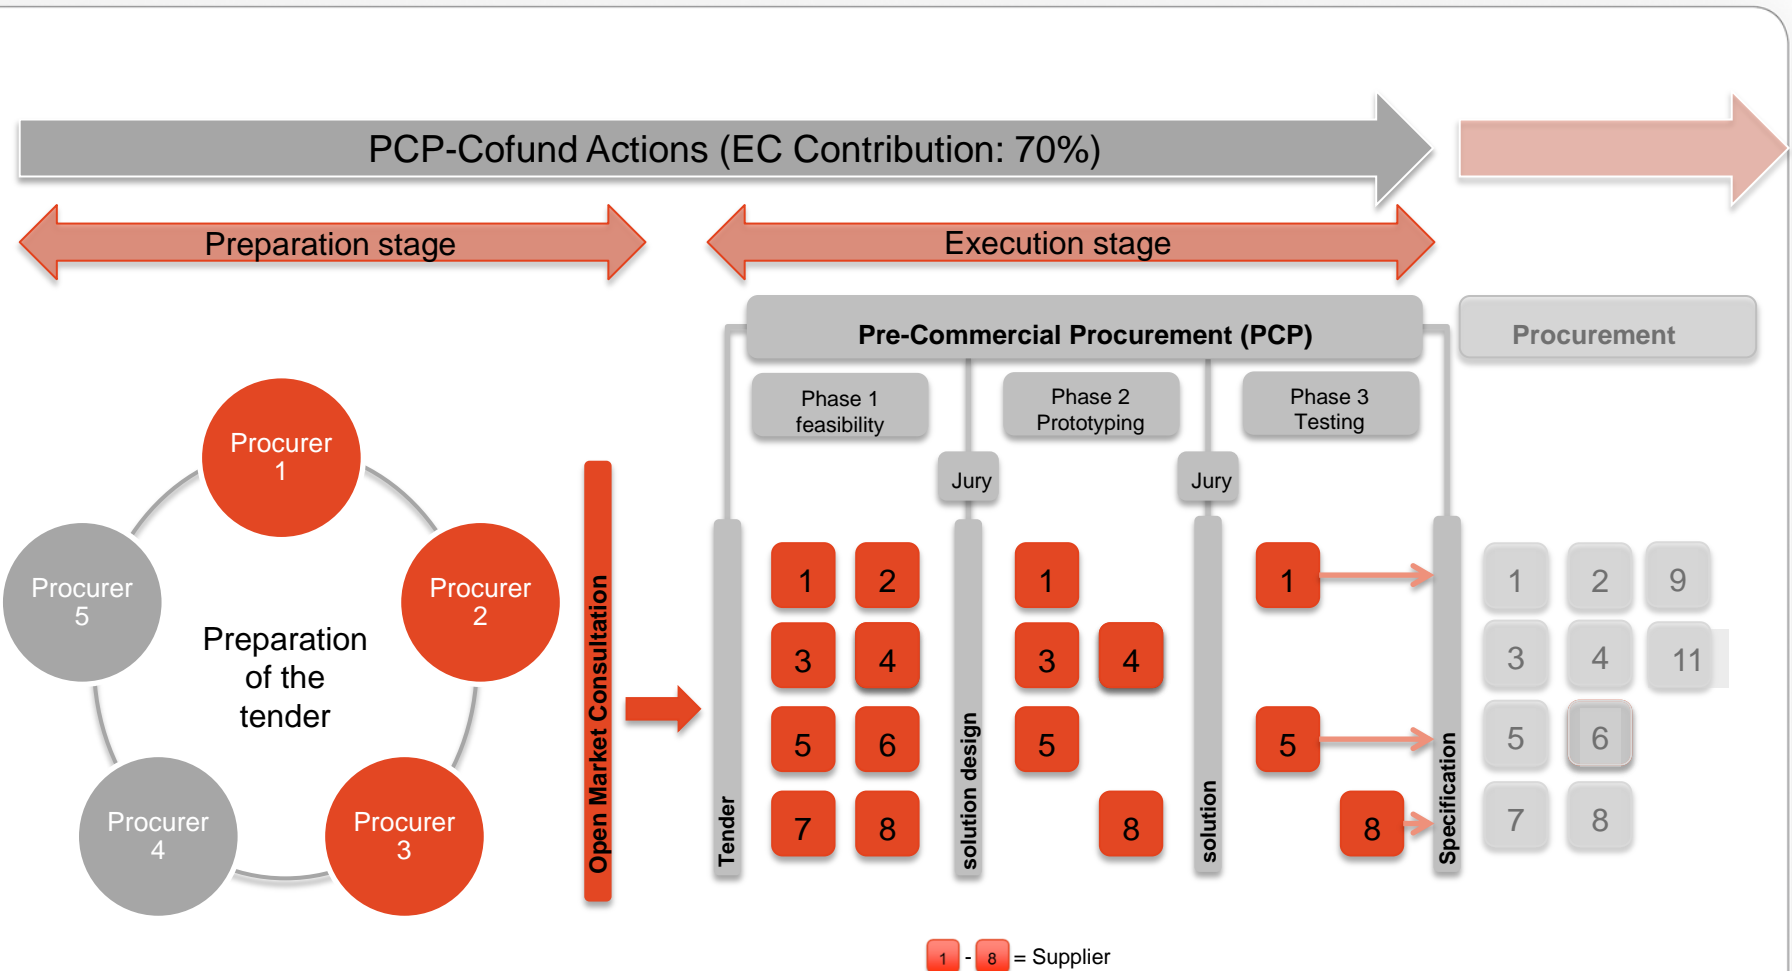 PCP-Cofund Actions (EC Contribution: 70%)
Preparation stage
Execution stage
Pre-Commercial Procurement (PCP)
Procurement
Phase 1
feasibility
Phase 2
Prototyping
Phase 3
Testing
Jury
Jury
Procurer
1
Procurer
2
Procurer
3
Procurer
4
Procurer
5
Preparation
of the
tender
Open Market Consultation
Tender
1 2
3 4
5 6
7 8
solution design
1
3 4
5
8
solution
1
5
8
Specification
1 2 9
3 4 11
5 6
7 8
1 - 8 = Supplier